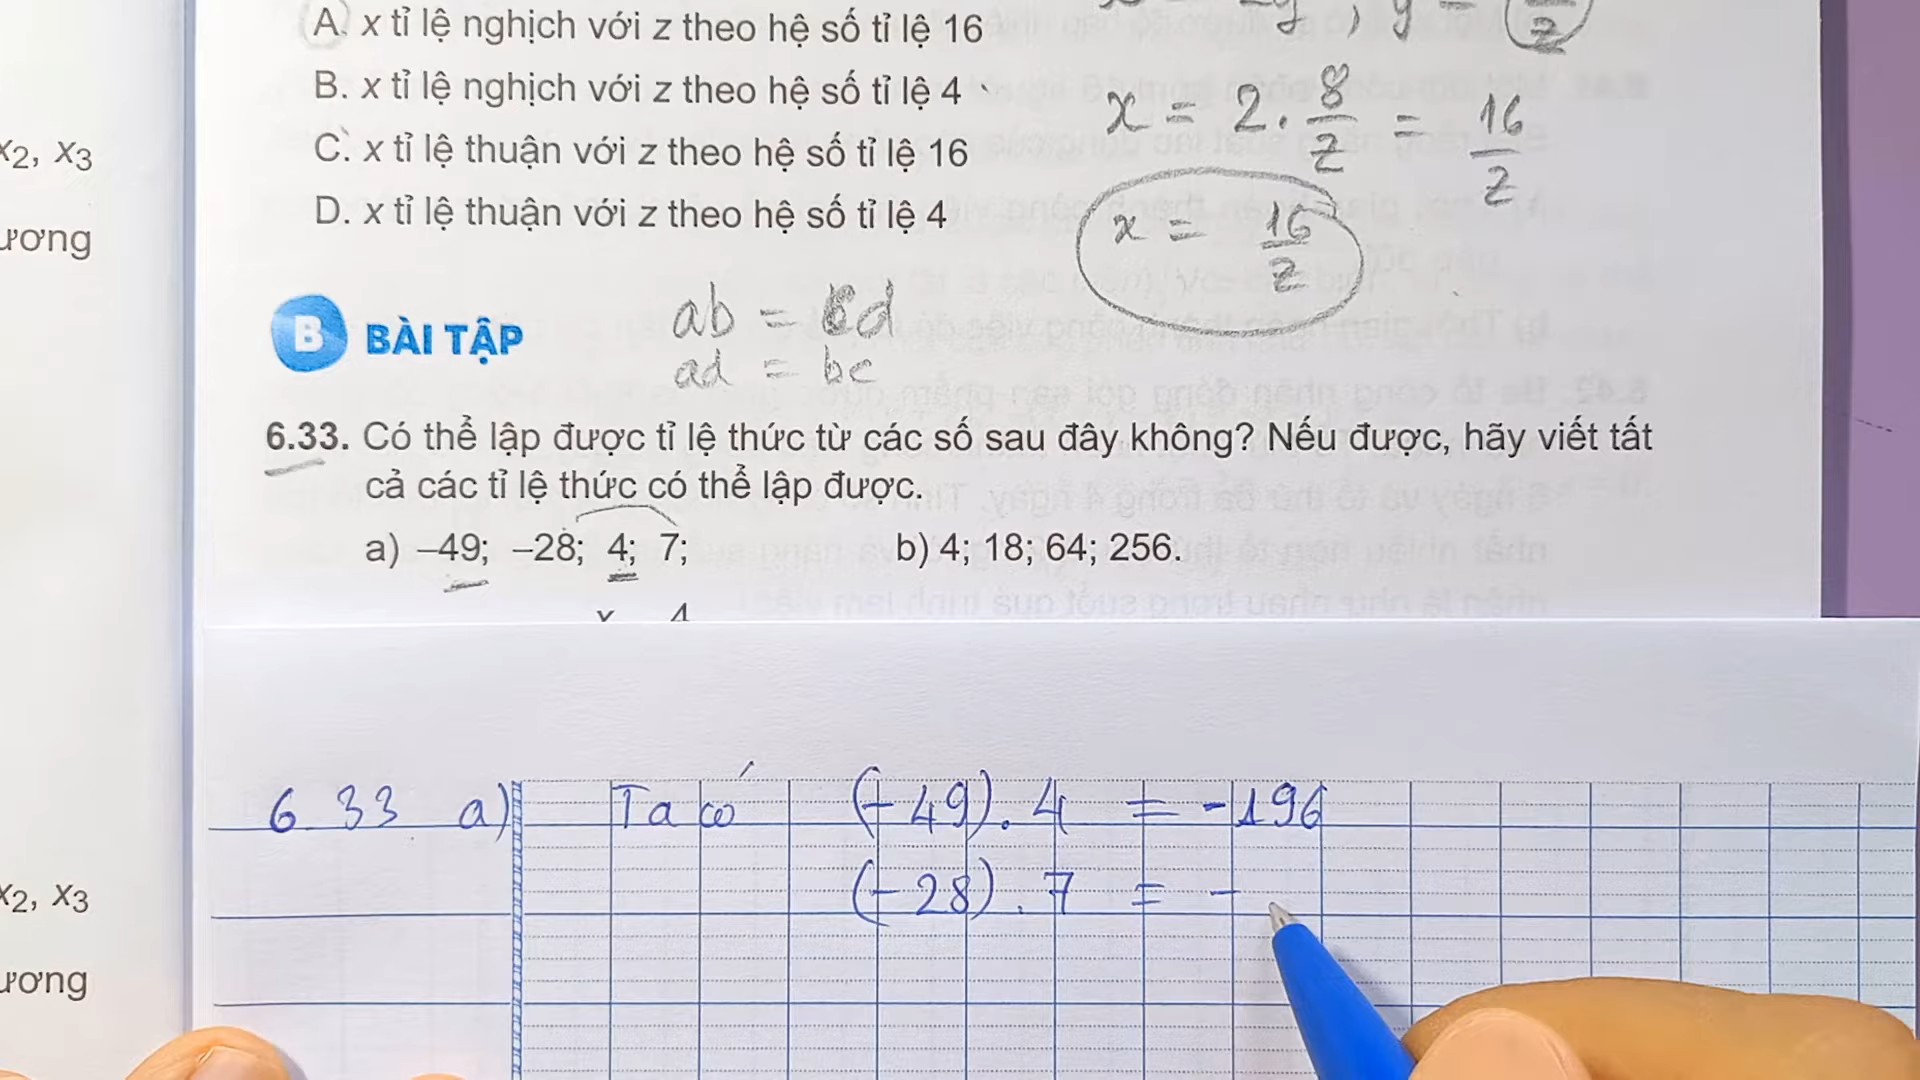 A. x tỉ lệ nghịch với z theo hệ số tỉ lệ 16
B. x tỉ lệ nghịch với z theo hệ số tỉ lệ 4
C. x tỉ lệ thuận với z theo hệ số tỉ lệ 16
D. x tỉ lệ thuận với z theo hệ số tỉ lệ 4
x = 2 . 8/z = 16/z
x = 16/z
x2, x3
ương
B BÀI TẬP
ab = cd
ad = bc
6.33. Có thể lập được tỉ lệ thức từ các số sau đây không? Nếu được, hãy viết tất
cả các tỉ lệ thức có thể lập được.
a) –49; –28; 4; 7;
b) 4; 18; 64; 256.
6 33 a) Ta có (-49). 4 = -196
(-28) . 7 = -
x2, x3
ương